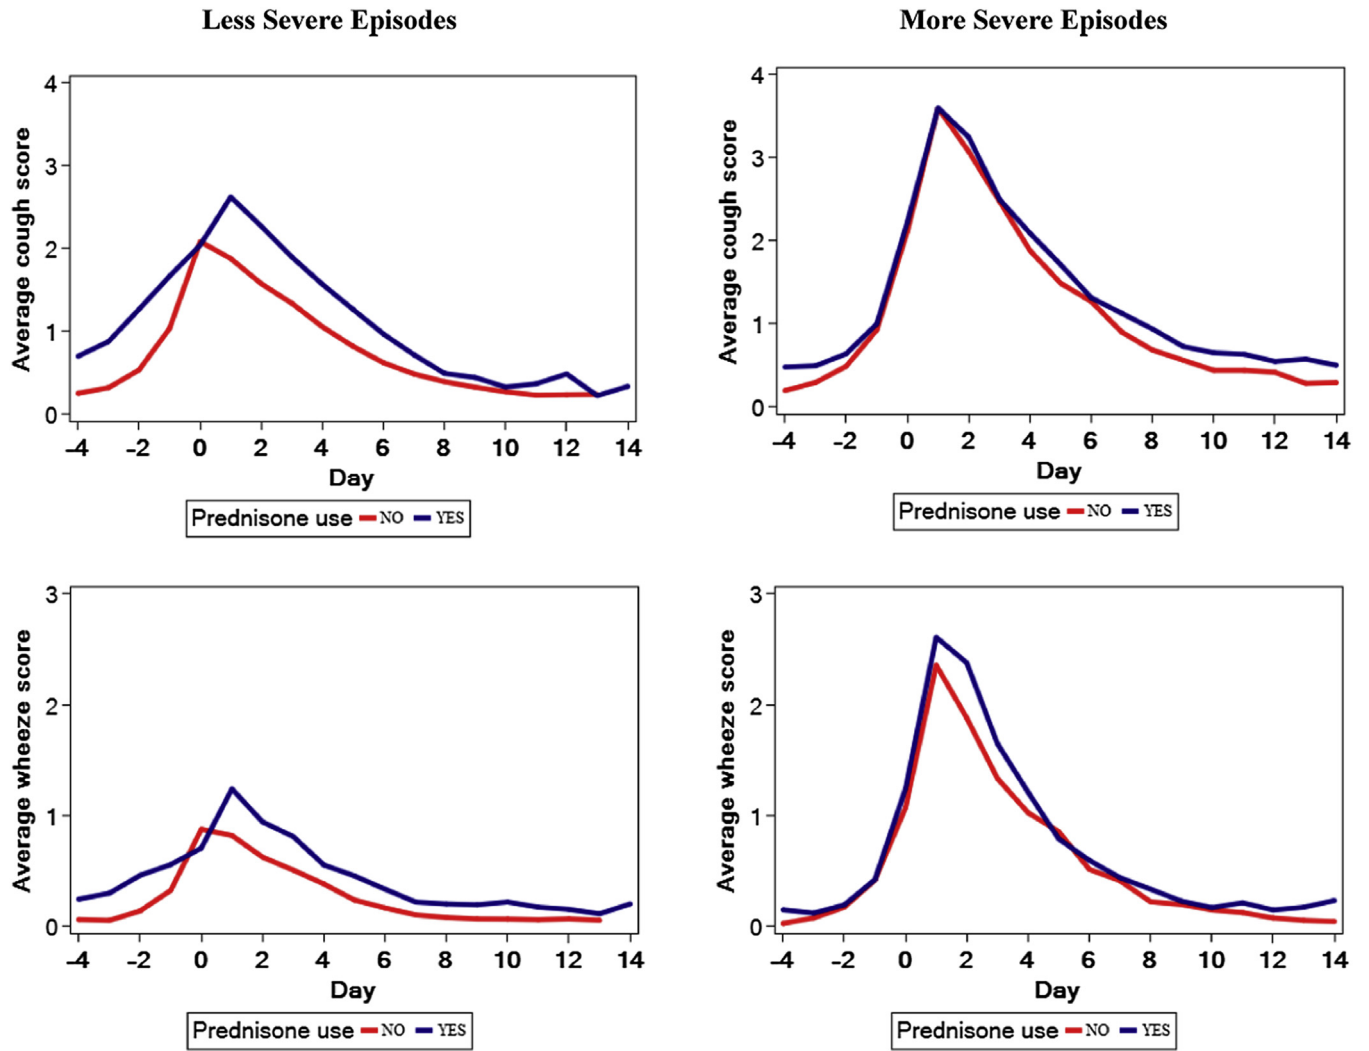 Less Severe Episodes
More Severe Episodes
Average cough score
4
3
2
1
0
-4 -2 0 2 4 6 8 10 12 14
Day
Prednisone use NO YES
Average cough score
4
3
2
1
0
-4 -2 0 2 4 6 8 10 12 14
Day
Prednisone use NO YES
Average wheeze score
3
2
1
0
-4 -2 0 2 4 6 8 10 12 14
Day
Prednisone use NO YES
Average wheeze score
3
2
1
0
-4 -2 0 2 4 6 8 10 12 14
Day
Prednisone use NO YES